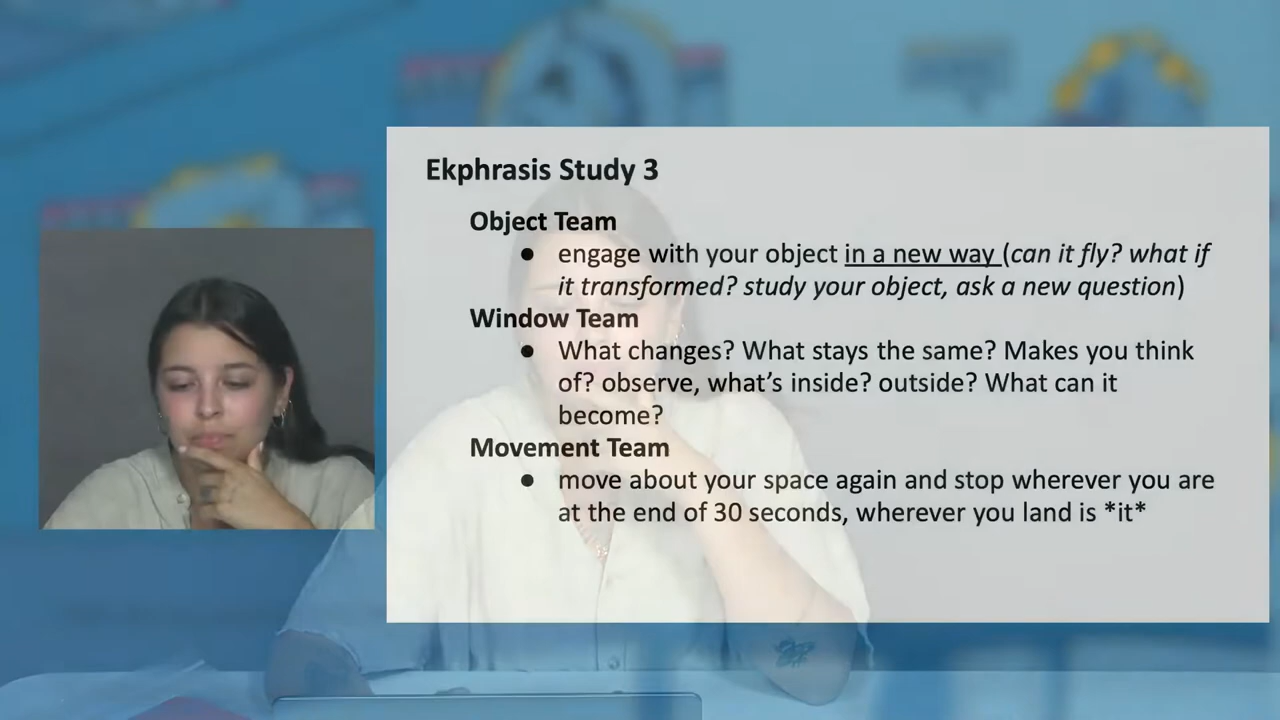 Ekphrasis Study 3
Object Team
● engage with your object in a new way (can it fly? what if
it transformed? study your object, ask a new question)
Window Team
● What changes? What stays the same? Makes you think
of? observe, what’s inside? outside? What can it
become?
Movement Team
● move about your space again and stop wherever you are
at the end of 30 seconds, wherever you land is *it*